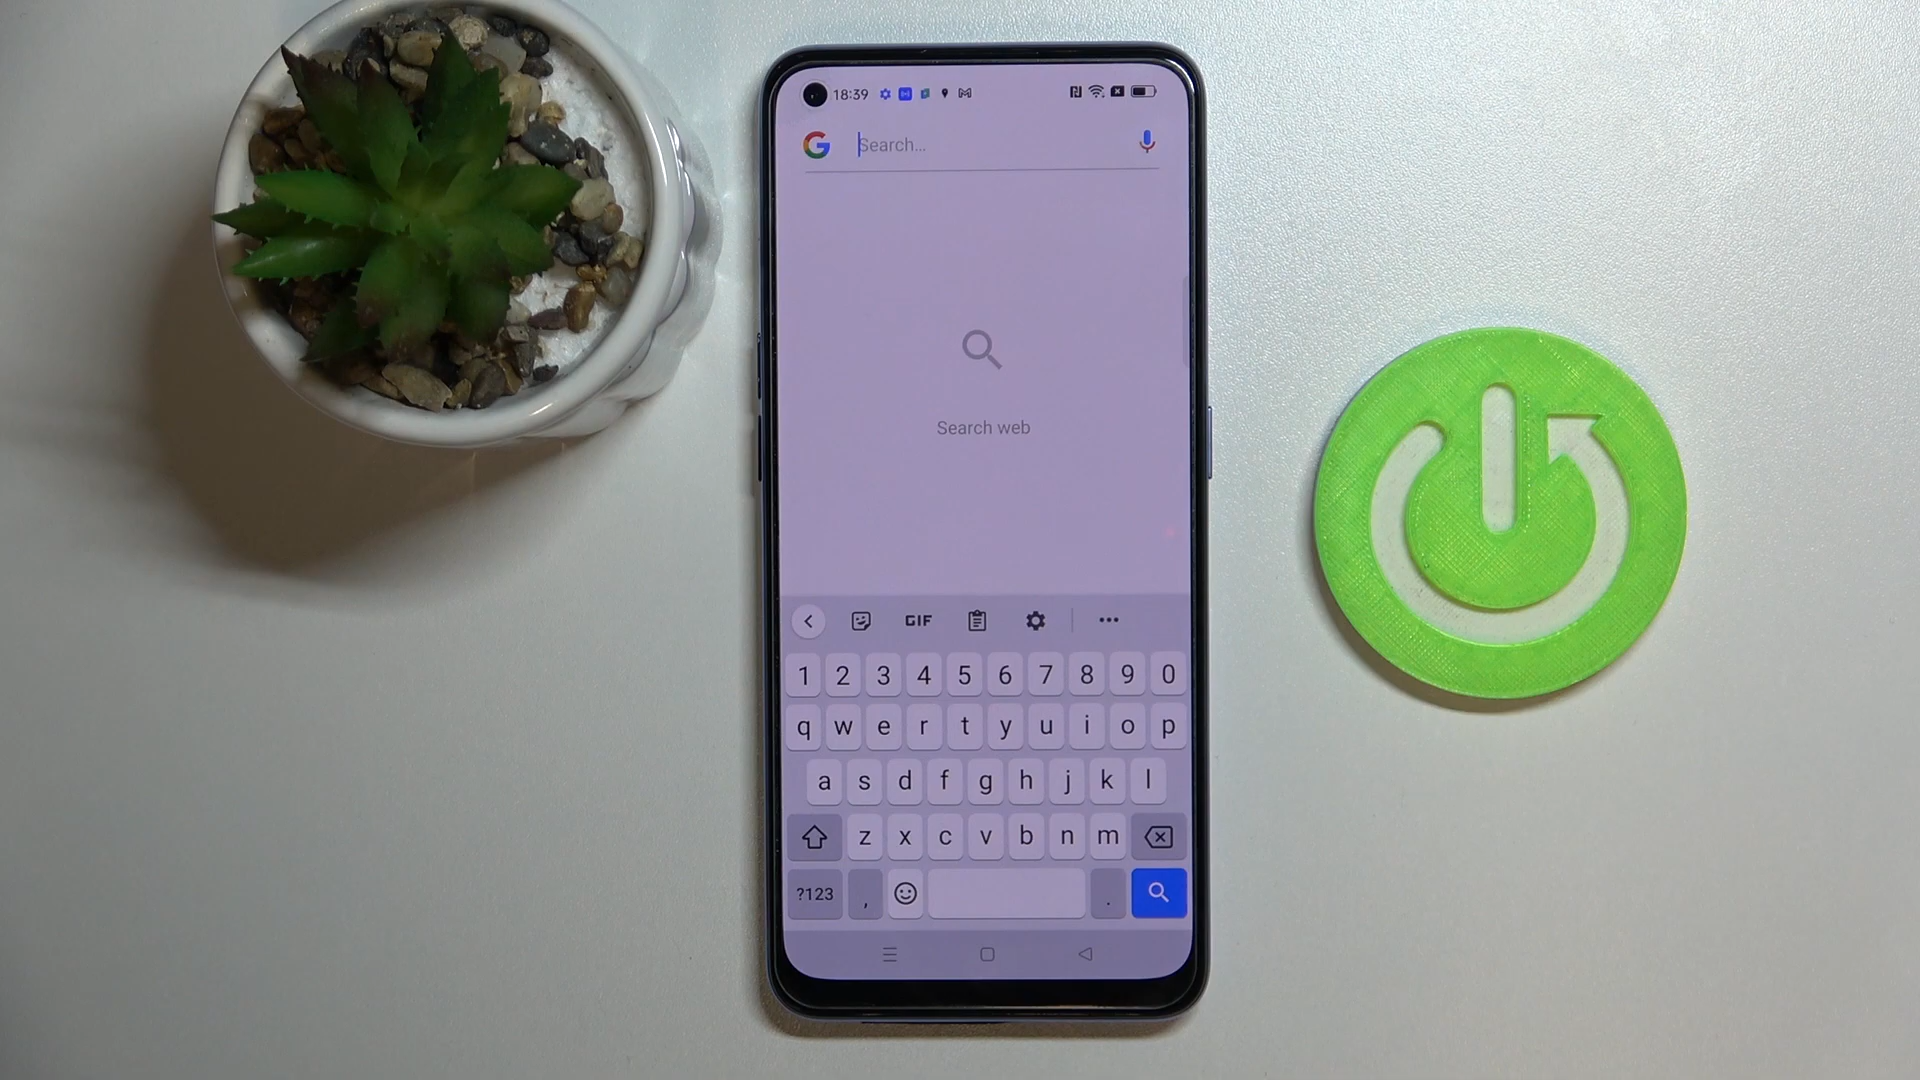 18:39
Search...
Search web
GIF
1 2 3 4 5 6 7 8 9 0
q w e r t y u i o p
a s d f g h j k l
z x c v b n m
?123 , .